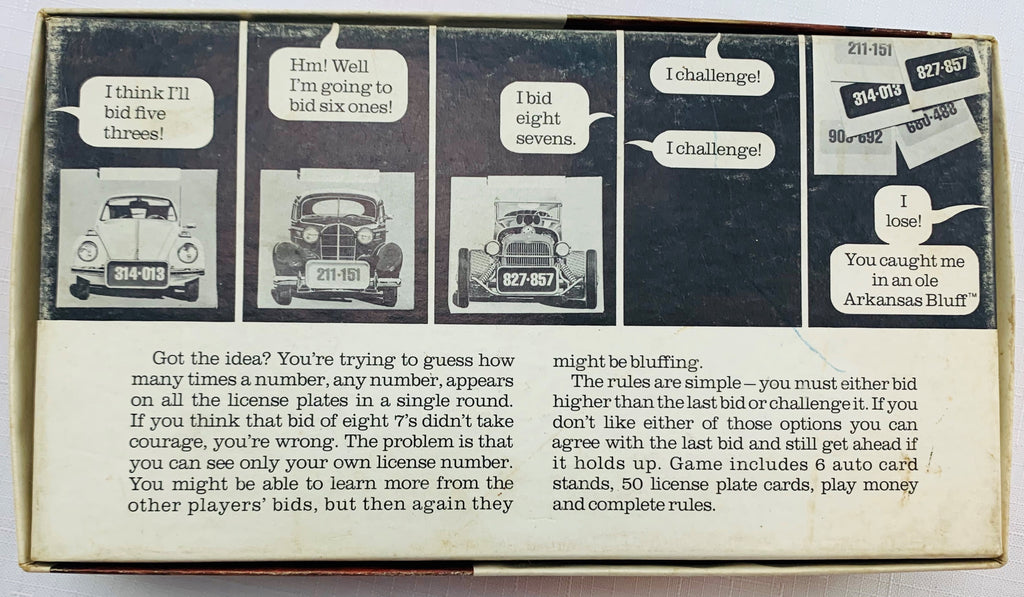 I think I'll
bid five
threes!
314-013
Hm! Well
I'm going to
bid six ones!
211-151
I bid
eight
sevens.
827-857
I challenge!
I challenge!
211-151
827-857
314-013
680-488
I
lose!
You caught me
in an ole
Arkansas Bluff™
Got the idea? You're trying to guess how
many times a number, any number, appears
on all the license plates in a single round.
If you think that bid of eight 7's didn't take
courage, you're wrong. The problem is that
you can see only your own license number.
You might be able to learn more from the
other players' bids, but then again they
might be bluffing.
The rules are simple—you must either bid
higher than the last bid or challenge it. If you
don't like either of those options you can
agree with the last bid and still get ahead if
it holds up. Game includes 6 auto card
stands, 50 license plate cards, play money
and complete rules.